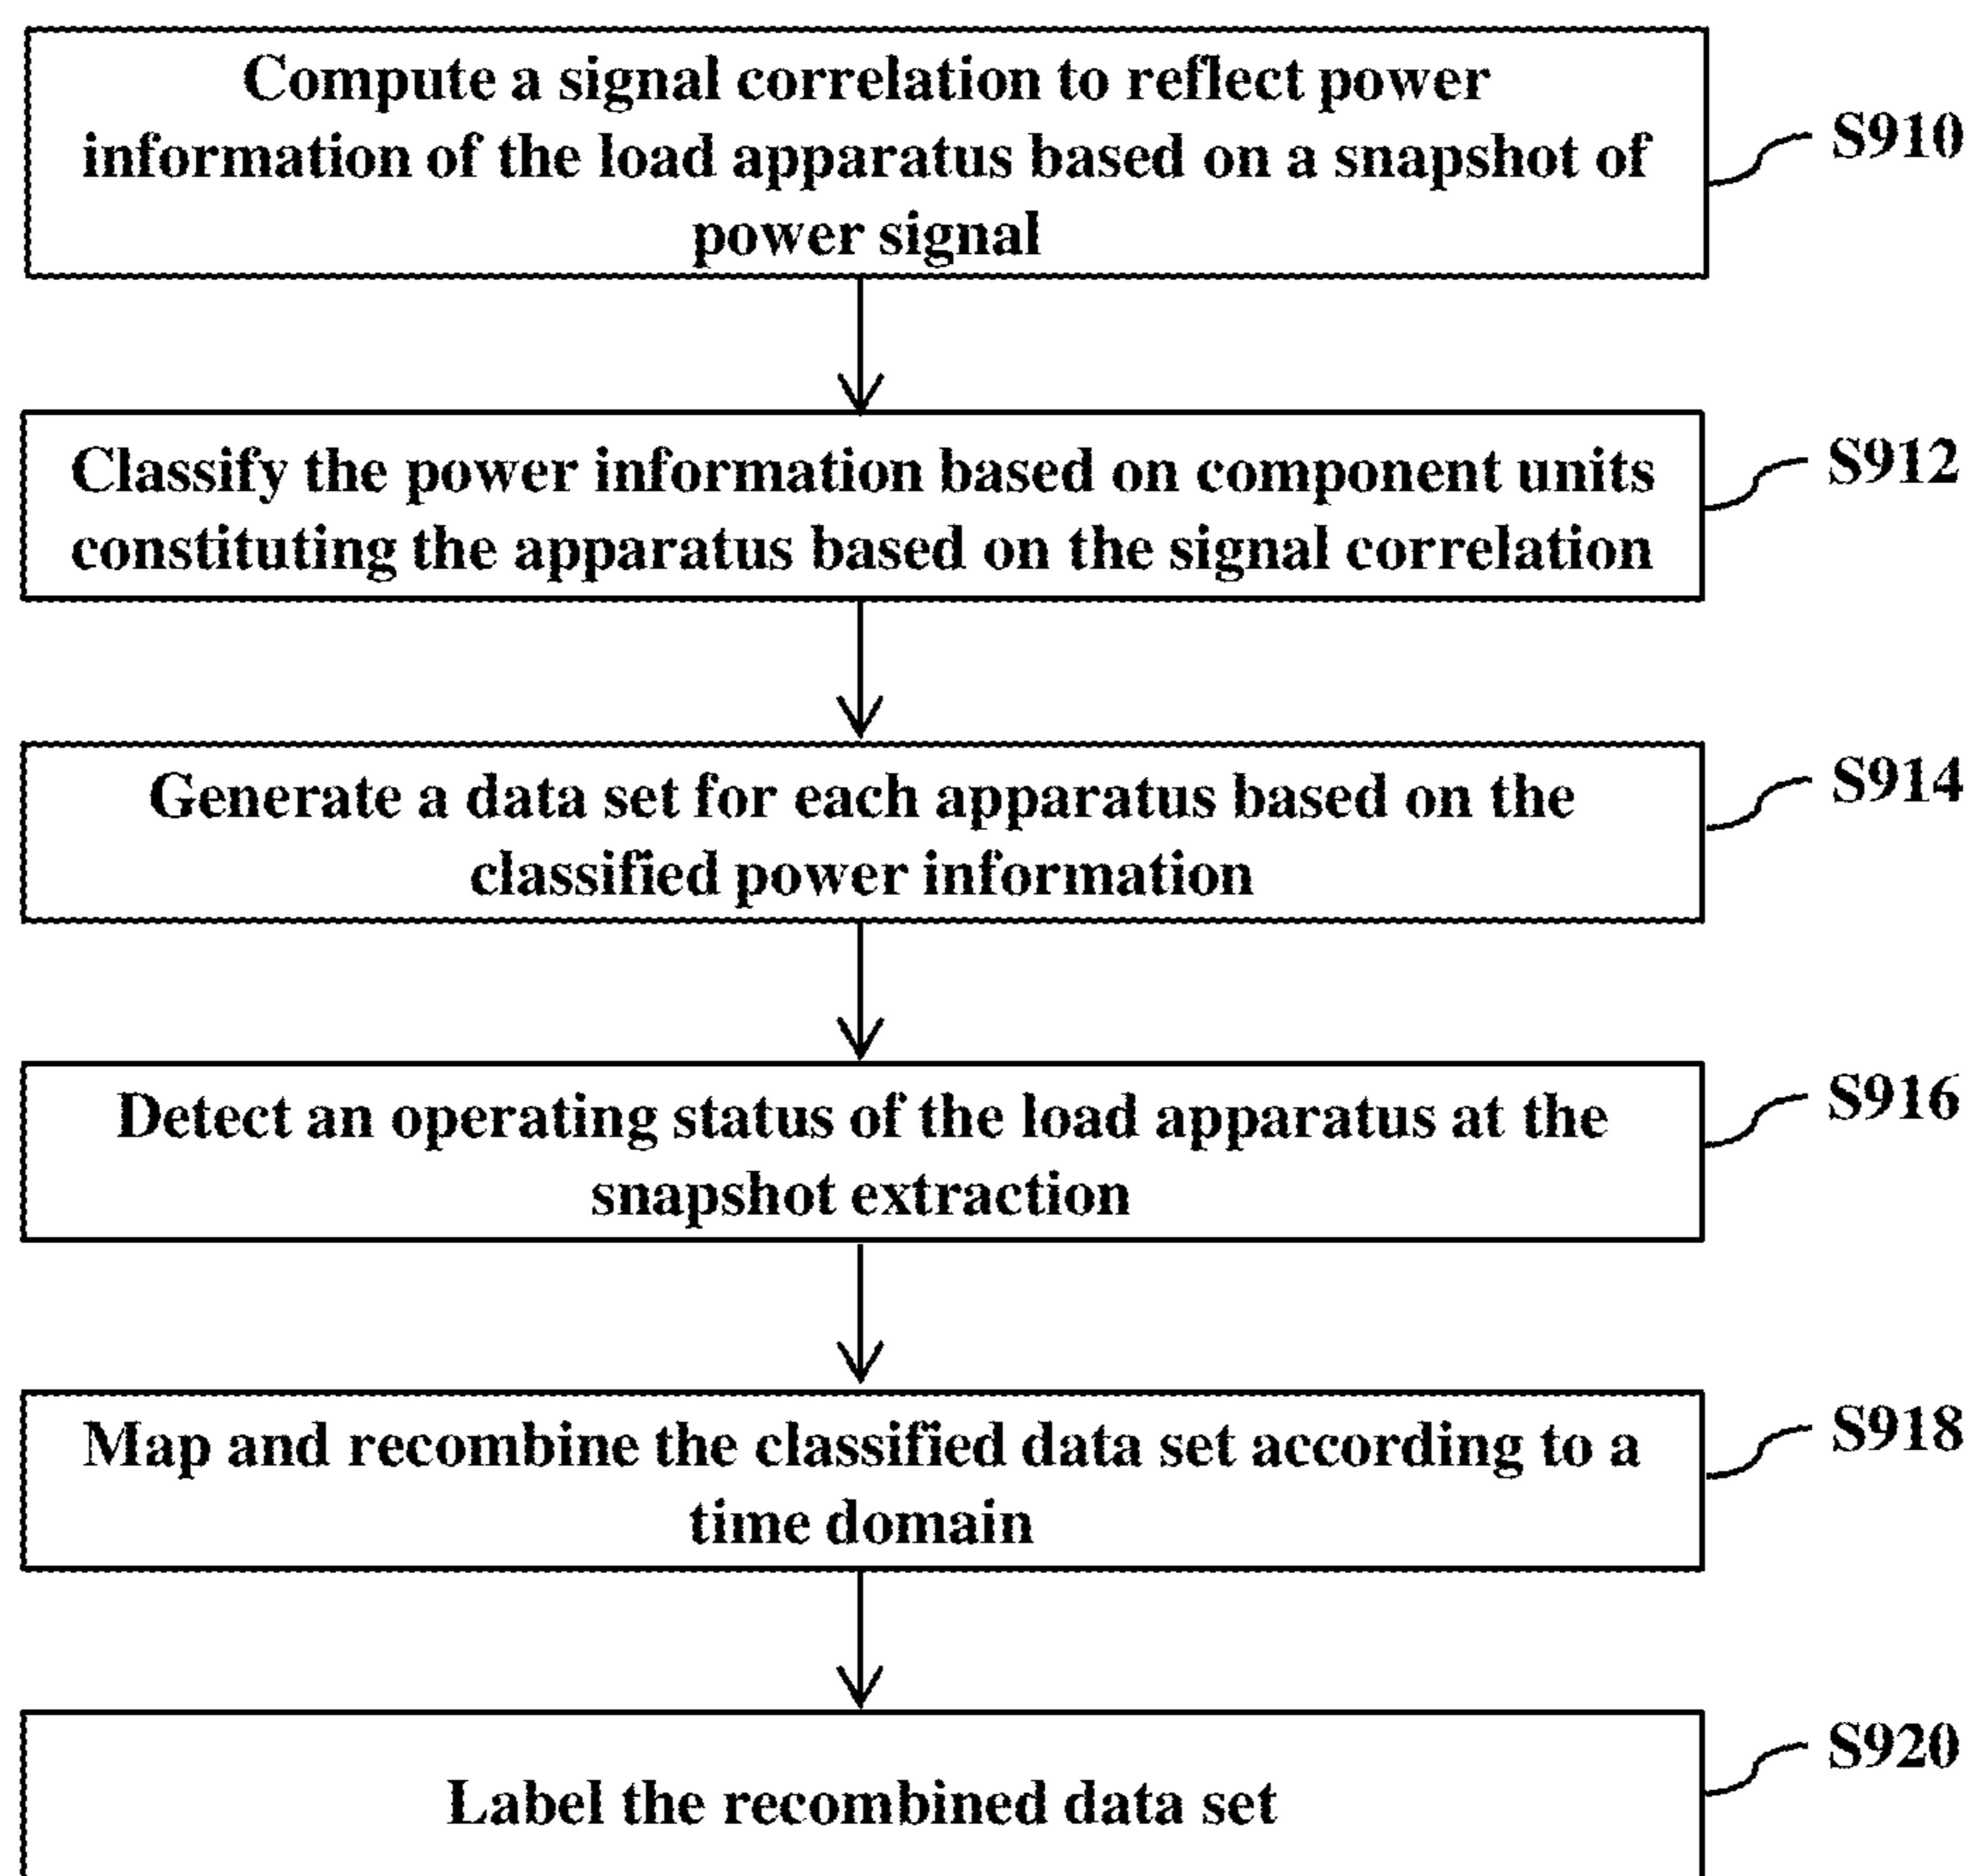 Compute a signal correlation to reflect power
information of the load apparatus based on a snapshot of
power signal
S910
Classify the power information based on component units
constituting the apparatus based on the signal correlation
S912
Generate a data set for each apparatus based on the
classified power information
S914
Detect an operating status of the load apparatus at the
snapshot extraction
S916
Map and recombine the classified data set according to a
time domain
S918
Label the recombined data set
S920